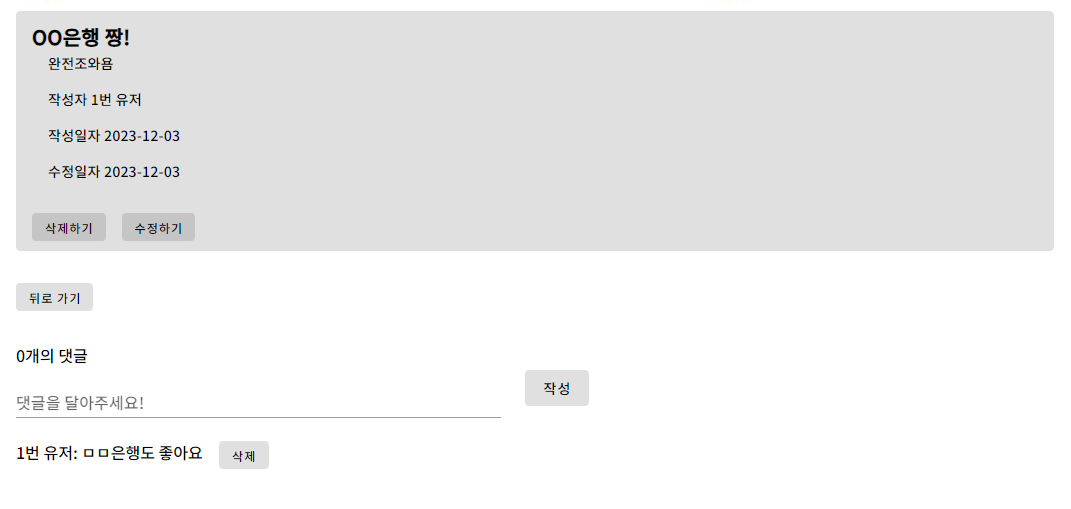 OO은행 짱!
완전조와욤
작성자 1번 유저
작성일자 2023-12-03
수정일자 2023-12-03
삭제하기 수정하기
뒤로 가기
0개의 댓글
댓글을 달아주세요! 작성
1번 유저: ㅁㅁ은행도 좋아요 삭제